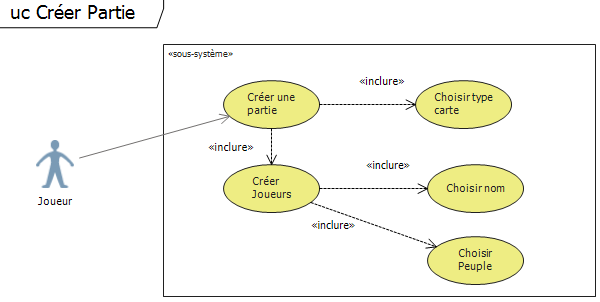 uc Créer Partie
«sous-système»
Créer une
partie
«inclure»
Choisir type
carte
«inclure»
Joueur
Créer
Joueurs
«inclure»
Choisir nom
«inclure»
Choisir
Peuple